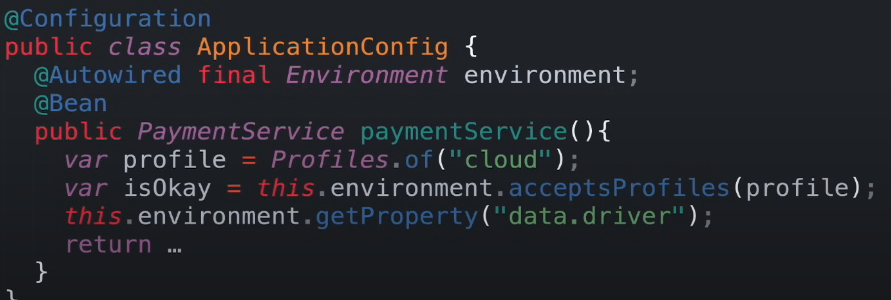 @Configuration
public class ApplicationConfig {
  @Autowired final Environment environment;
  @Bean
  public PaymentService paymentService(){
    var profile = Profiles.of("cloud");
    var isOkay = this.environment.acceptsProfiles(profile);
    this.environment.getProperty("data.driver");
    return …
  }
}